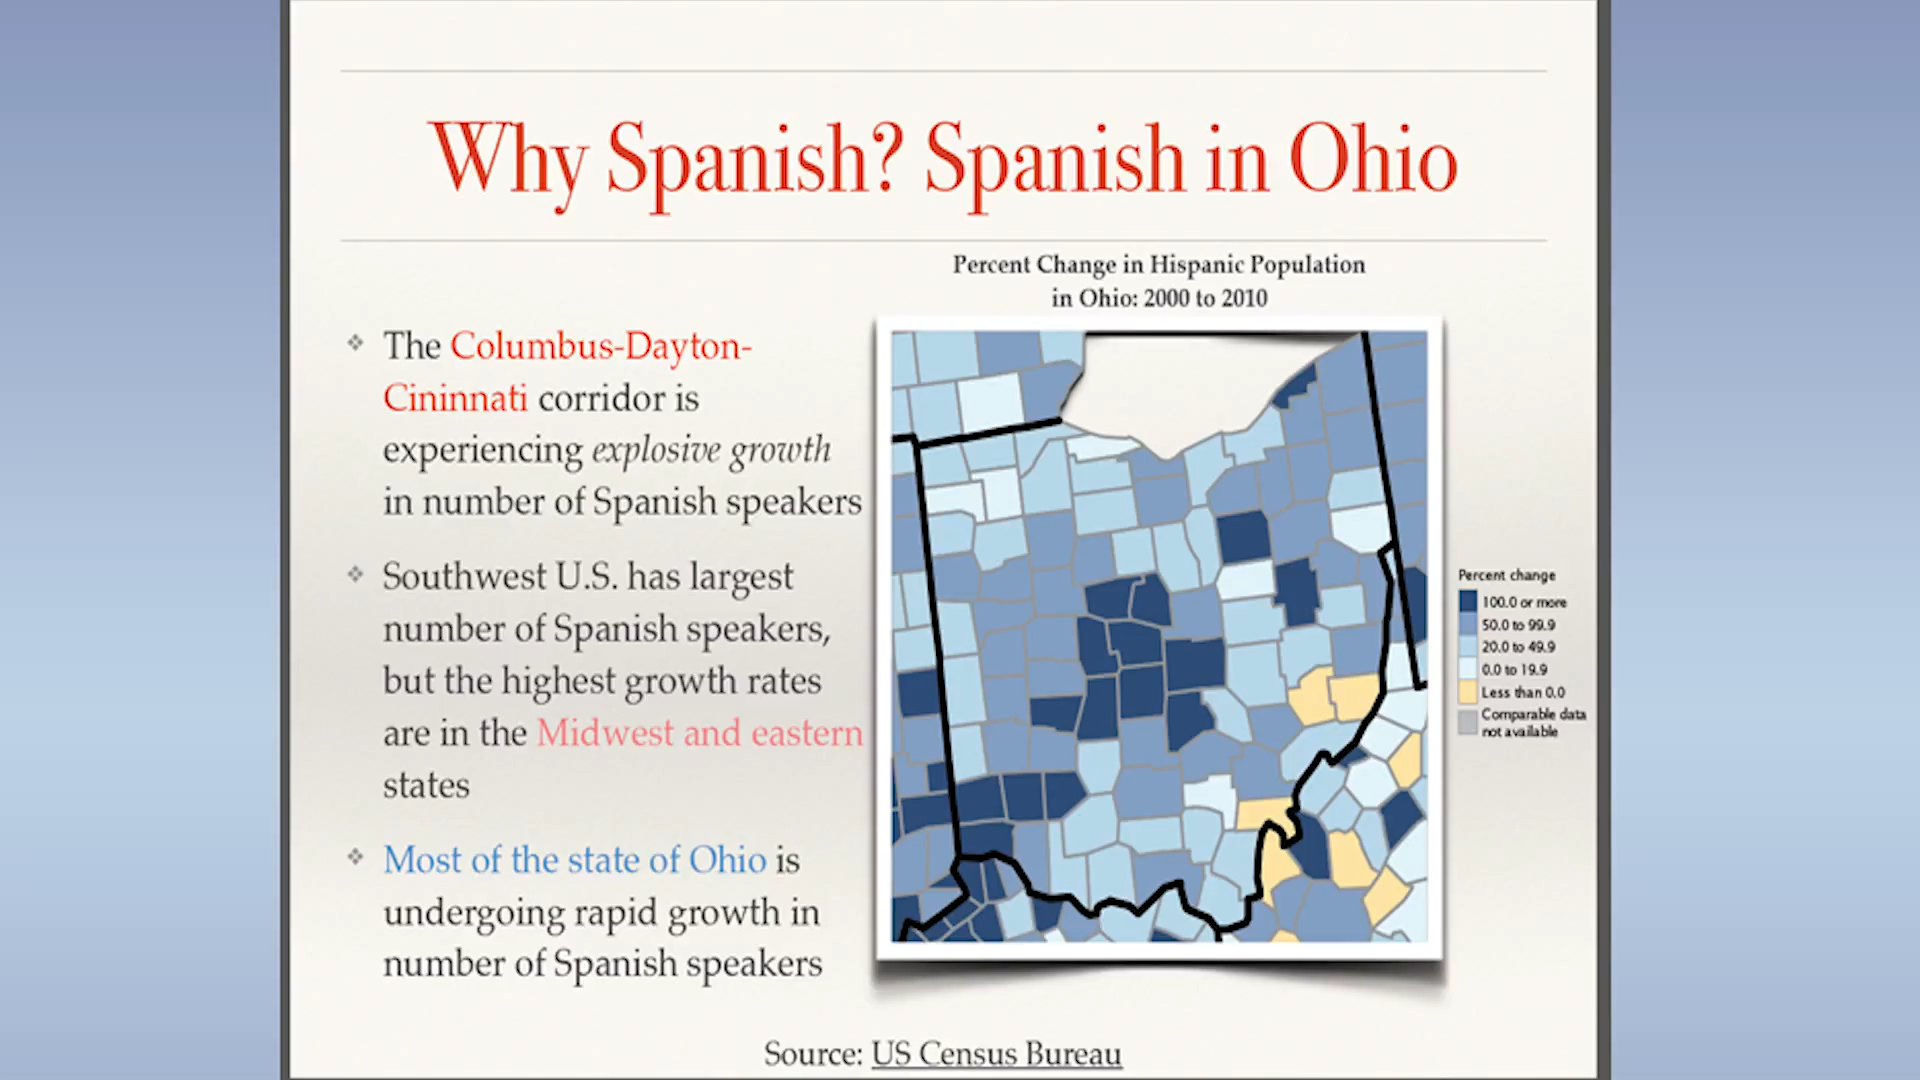 Why Spanish? Spanish in Ohio
Percent Change in Hispanic Population
in Ohio: 2000 to 2010
The Columbus-Dayton-
Cininnati corridor is
experiencing explosive growth
in number of Spanish speakers
Southwest U.S. has largest
number of Spanish speakers,
but the highest growth rates
are in the Midwest and eastern
states
Most of the state of Ohio is
undergoing rapid growth in
number of Spanish speakers
Percent change
100.0 or more
50.0 to 99.9
20.0 to 49.9
0.0 to 19.9
Less than 0.0
Comparable data
not available
Source: US Census Bureau